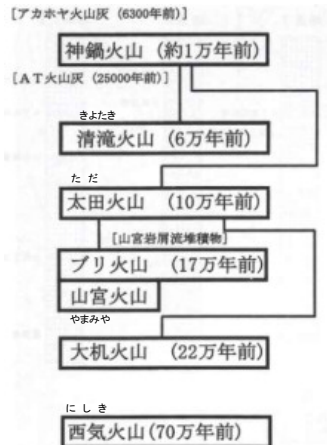 [アカホヤ火山灰（6300年前）]
神鍋火山（約1万年前）
[AT火山灰（25000年前）]
きよたき
清滝火山（6万年前）
ただ
太田火山（10万年前）
[山宮岩屑流堆積物]
ブリ火山（17万年前）
山宮火山
やまみや
大机火山（22万年前）
にしき
西気火山(70万年前）